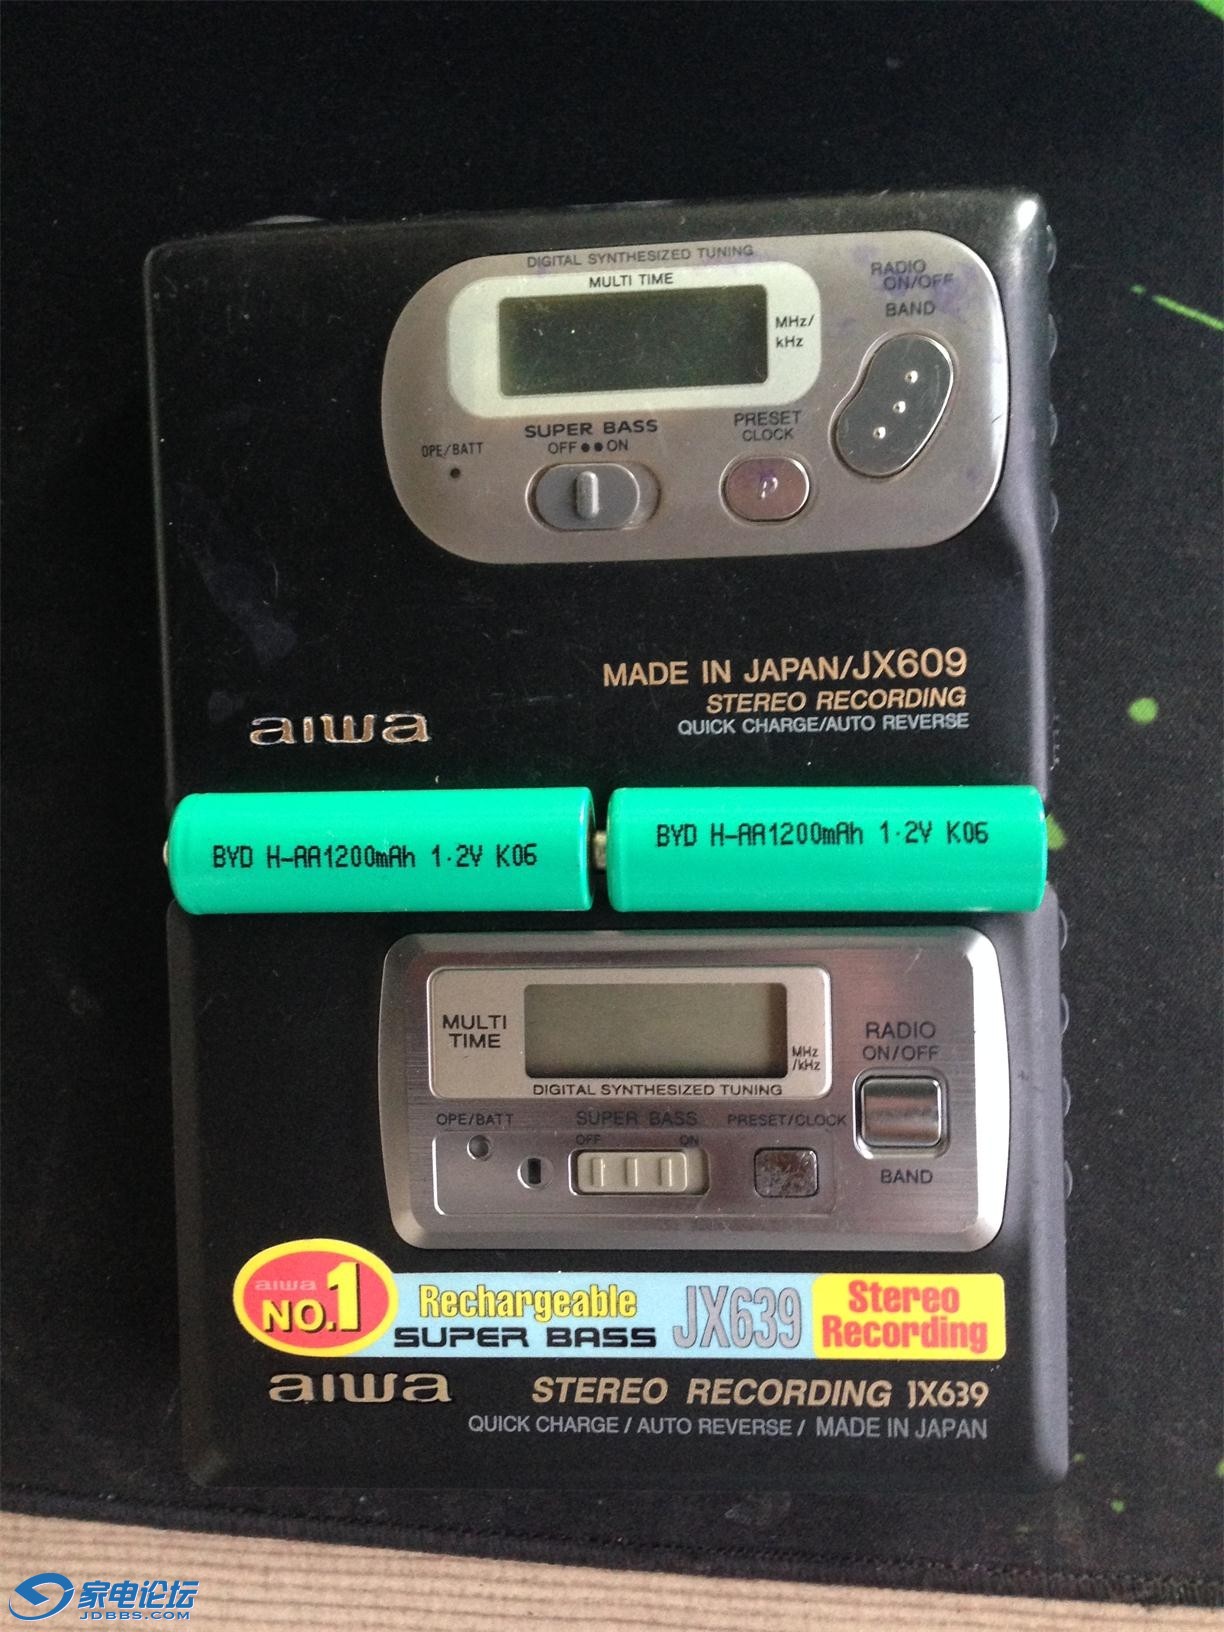 DIGITAL SYNTHESIZED TUNING
MULTI TIME
MHz/
kHz
RADIO
ON/OFF
BAND
OPE/BATT
SUPER BASS
OFF ●● ON
PRESET
CLOCK
P
MADE IN JAPAN/JX609
STEREO RECORDING
QUICK CHARGE/AUTO REVERSE
aiwa
BYD H-AA1200mAh 1.2V K06
BYD H-AA1200mAh 1.2V K06
MULTI
TIME
MHz
/kHz
DIGITAL SYNTHESIZED TUNING
RADIO
ON/OFF
BAND
OPE/BATT
SUPER BASS
OFF ON
PRESET/CLOCK
aiwa
NO.1
Rechargeable
SUPER BASS
JX639
Stereo
Recording
aiwa
STEREO RECORDING JX639
QUICK CHARGE / AUTO REVERSE / MADE IN JAPAN
家电论坛
JDBBS.COM